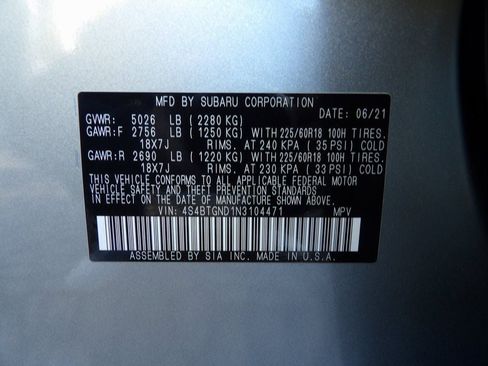 MFD. BY SUBARU CORPORATION
DATE: 06/21
GVWR: 5026 LB (2280 KG)
GAWR:F 2756 LB (1250 KG) WITH 225/60R18 100H TIRES.
18X7J RIMS. AT 240 KPA (35 PSI) COLD
GAWR:R 2690 LB (1220 KG) WITH 225/60R18 100H TIRES.
18X7J RIMS. AT 230 KPA (33 PSI) COLD
THIS VEHICLE CONFORMS TO ALL APPLICABLE FEDERAL MOTOR
VEHICLE SAFETY AND THEFT PREVENTION STANDARDS
IN EFFECT ON THE DATE OF MANUFACTURE SHOWN ABOVE.
VIN: 4S4BTGND1N3104471 MPV
ASSEMBLED BY SIA INC. MADE IN U.S.A.